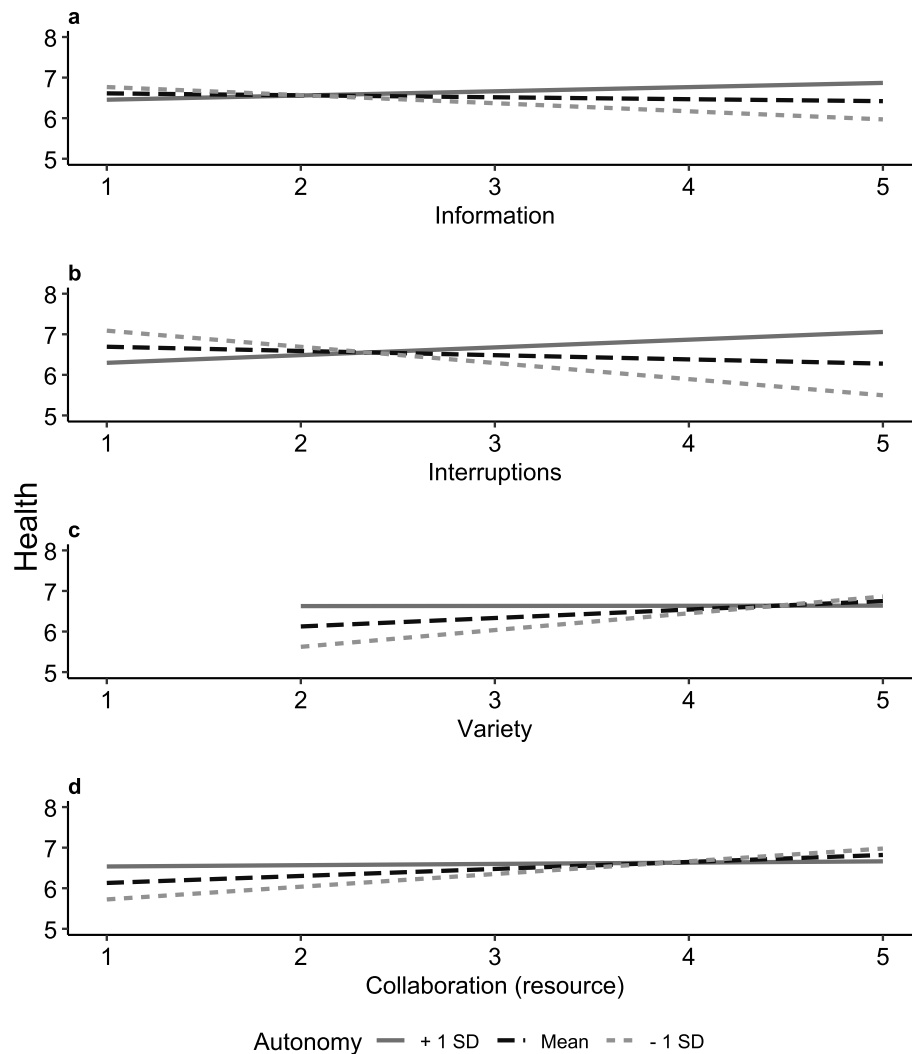 a
8
7
6
5
1 2 3 4 5
Information
b
8
7
6
5
1 2 3 4 5
Interruptions
Health
c
8
7
6
5
1 2 3 4 5
Variety
d
8
7
6
5
1 2 3 4 5
Collaboration (resource)
Autonomy + 1 SD Mean - 1 SD